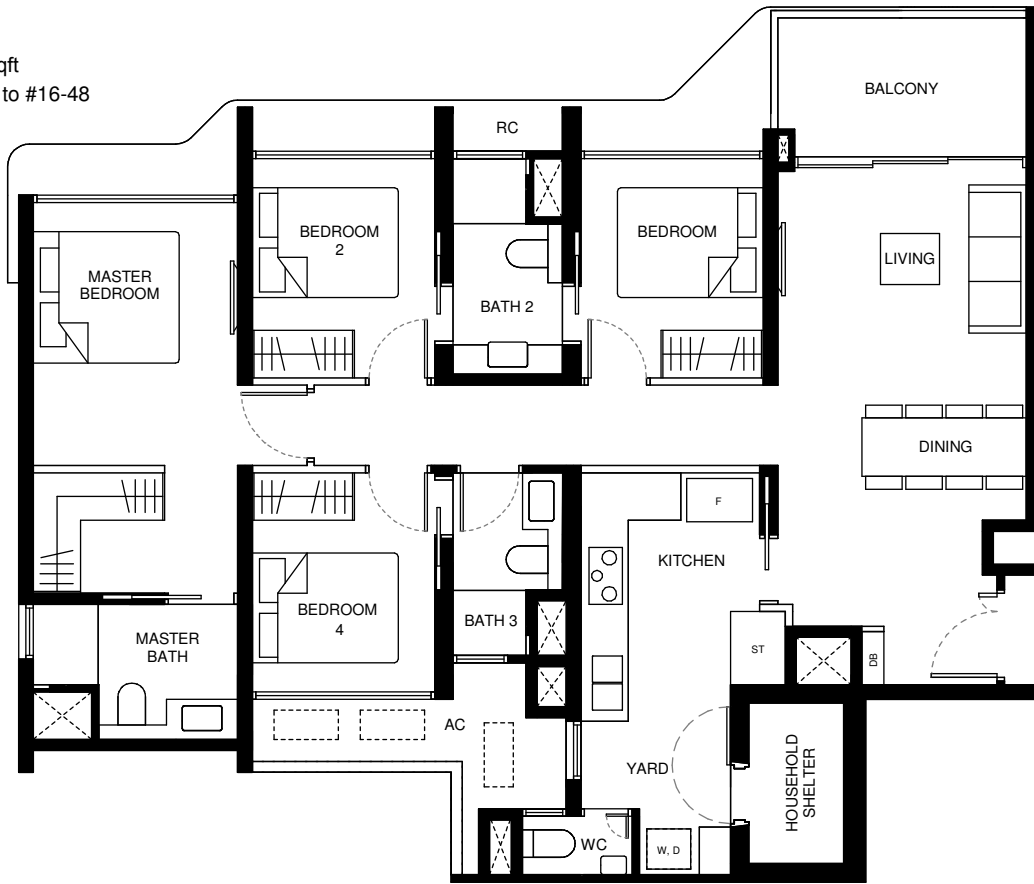 qft
to #16-48
BALCONY
RC
BEDROOM
2
BEDROOM
MASTER
BEDROOM
LIVING
BATH 2
DINING
F
KITCHEN
BEDROOM
4
BATH 3
MASTER
BATH
ST
DB
AC
YARD
HOUSEHOLD
SHELTER
WC
W, D